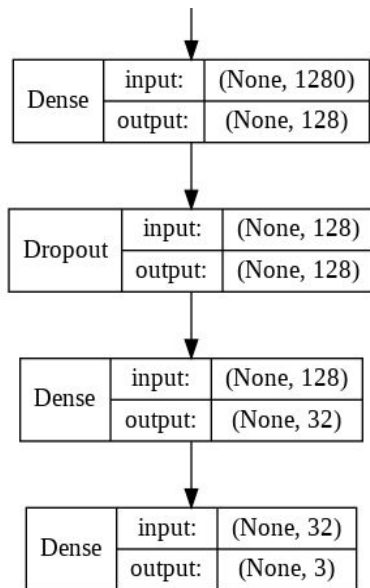 Dense
input: (None, 1280)
output: (None, 128)
Dropout
input: (None, 128)
output: (None, 128)
Dense
input: (None, 128)
output: (None, 32)
Dense
input: (None, 32)
output: (None, 3)